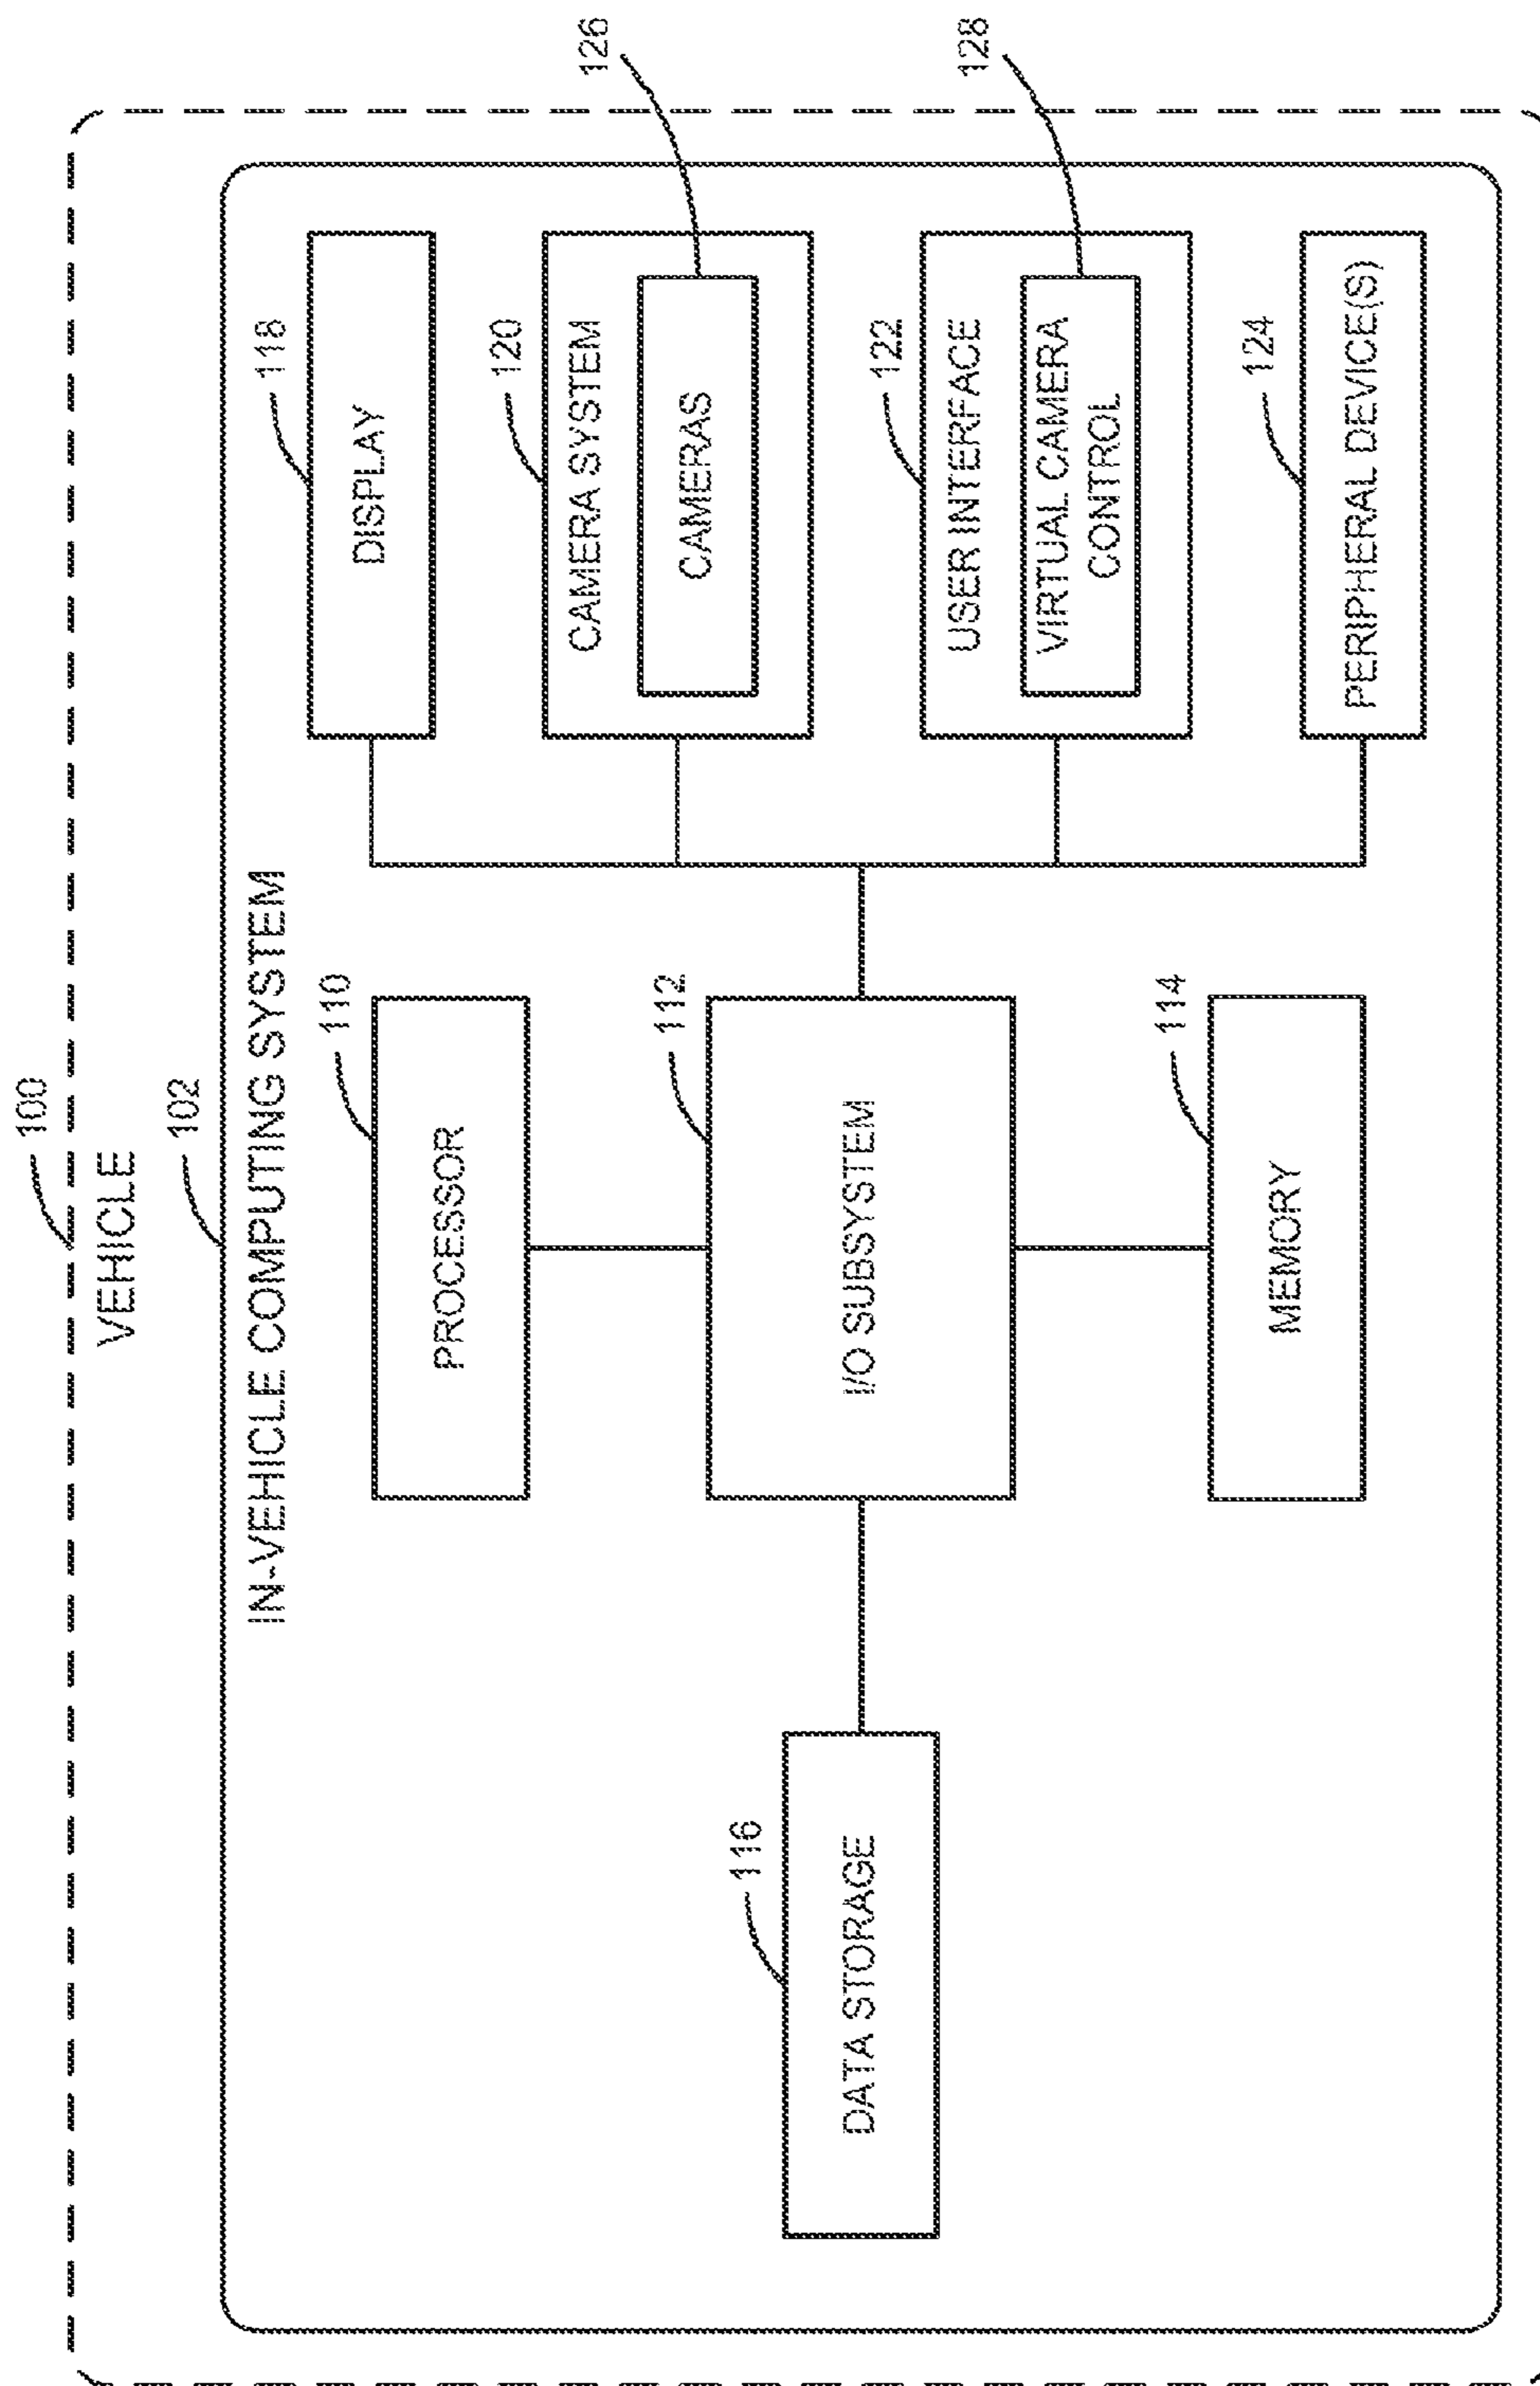 100
VEHICLE
102
IN-VEHICLE COMPUTING SYSTEM
116
DATA STORAGE
110
PROCESSOR
112
I/O SUBSYSTEM
114
MEMORY
118
DISPLAY
120
CAMERA SYSTEM
CAMERAS
126
122
USER INTERFACE
VIRTUAL CAMERA
CONTROL
128
124
PERIPHERAL DEVICE(S)